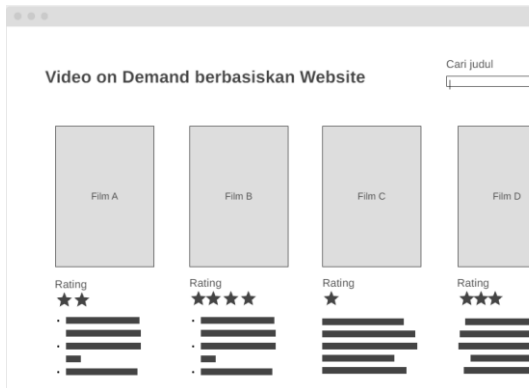 Cari judul
Video on Demand berbasiskan Website
Film A
Film B
Film C
Film D
Rating
Rating
Rating
Rating